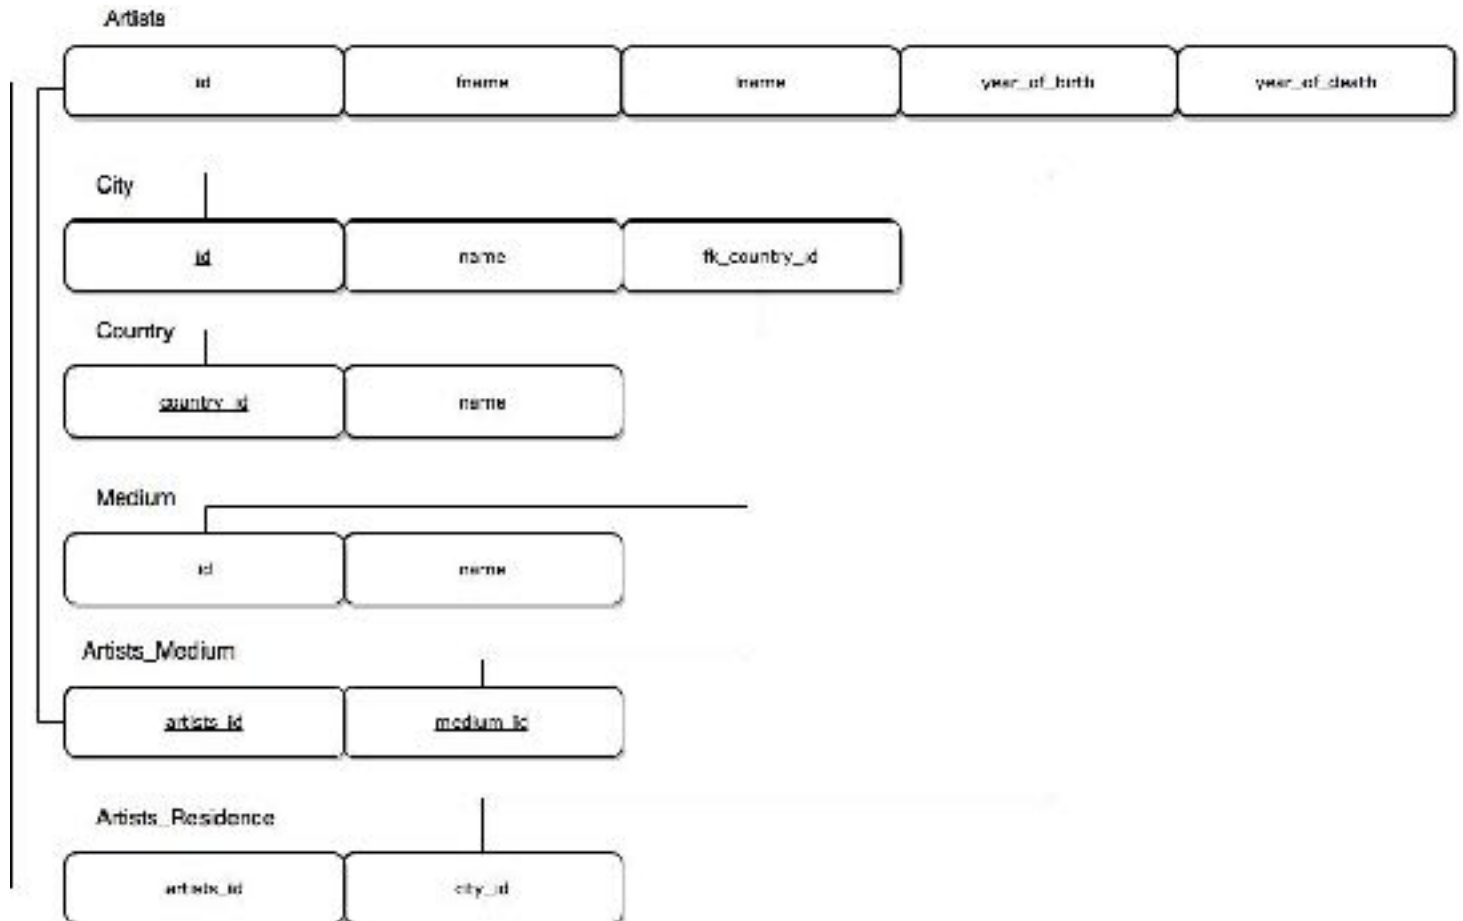 Artists
id fname lname year_of_birth year_of_death
City
id name fk_country_id
Country
country_id name
Medium
id name
Artists_Medium
artists_id medium_id
Artists_Residence
artists_id city_id